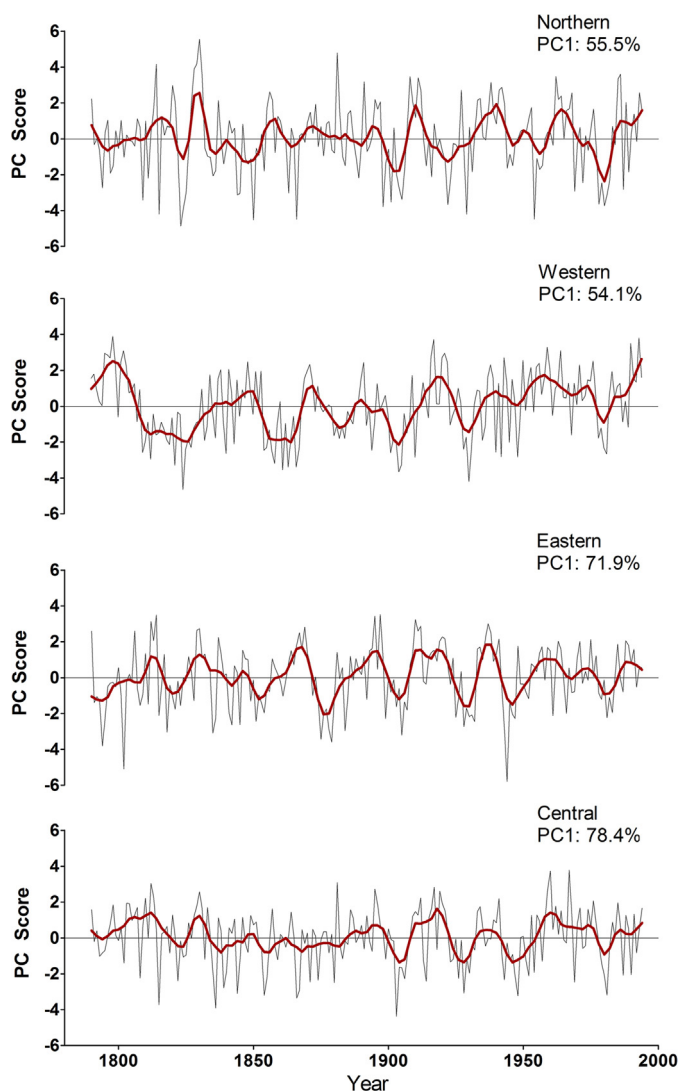 Northern
PC1: 55.5%
6
4
2
0
-2
-4
-6
PC Score
Western
PC1: 54.1%
6
4
2
0
-2
-4
-6
PC Score
Eastern
PC1: 71.9%
6
4
2
0
-2
-4
-6
PC Score
Central
PC1: 78.4%
6
4
2
0
-2
-4
-6
PC Score
1800 1850 1900 1950 2000
Year